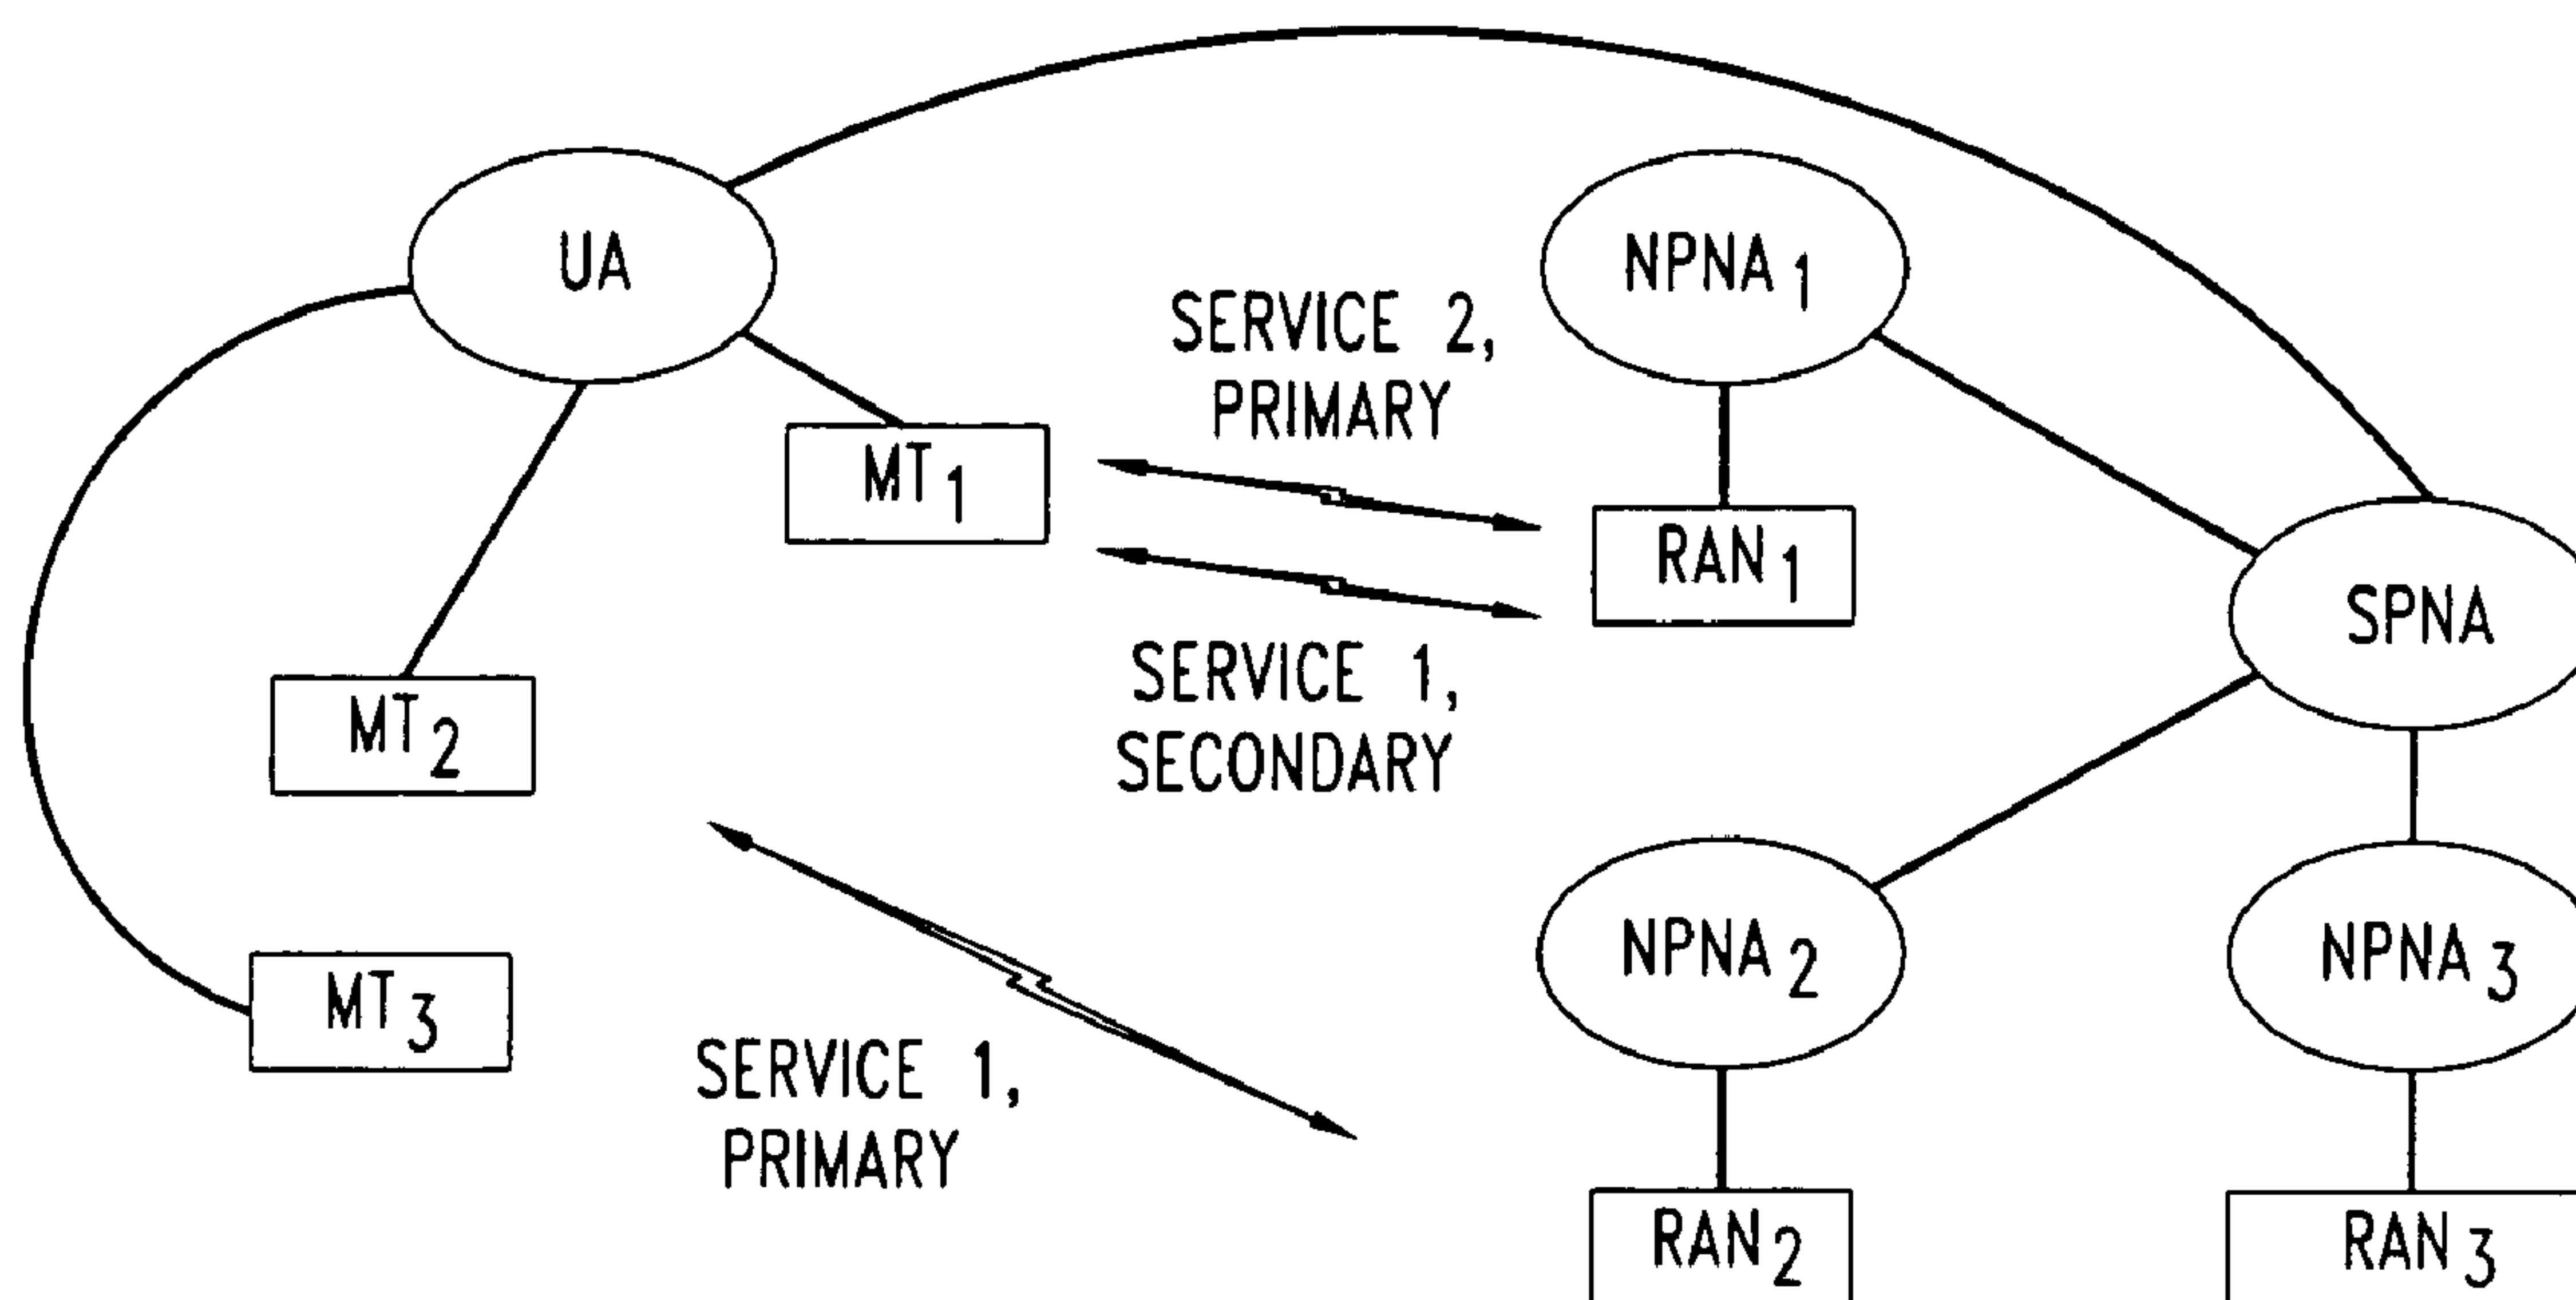 UA
NPNA 1
SERVICE 2,
PRIMARY
MT 1
RAN 1
SPNA
SERVICE 1,
SECONDARY
MT 2
NPNA 2
NPNA 3
MT 3
SERVICE 1,
PRIMARY
RAN 2
RAN 3